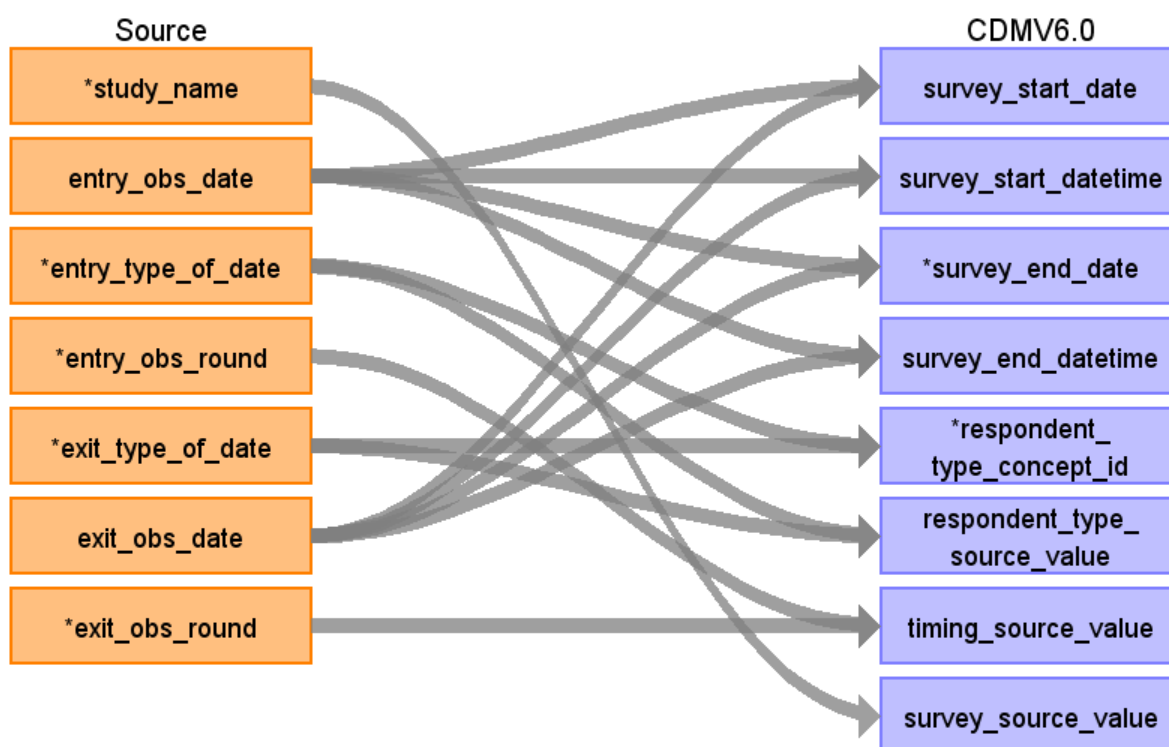 Source
CDMV6.0
*study_name
survey_start_date
entry_obs_date
survey_start_datetime
*entry_type_of_date
*survey_end_date
*entry_obs_round
survey_end_datetime
*exit_type_of_date
*respondent_
type_concept_id
exit_obs_date
respondent_type_
source_value
*exit_obs_round
timing_source_value
survey_source_value